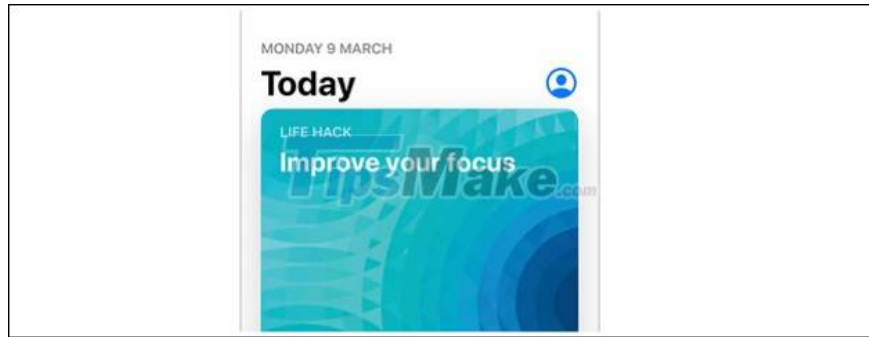 MONDAY 9 MARCH
Today
LIFE HACK
Improve your focus
TipsMake.com